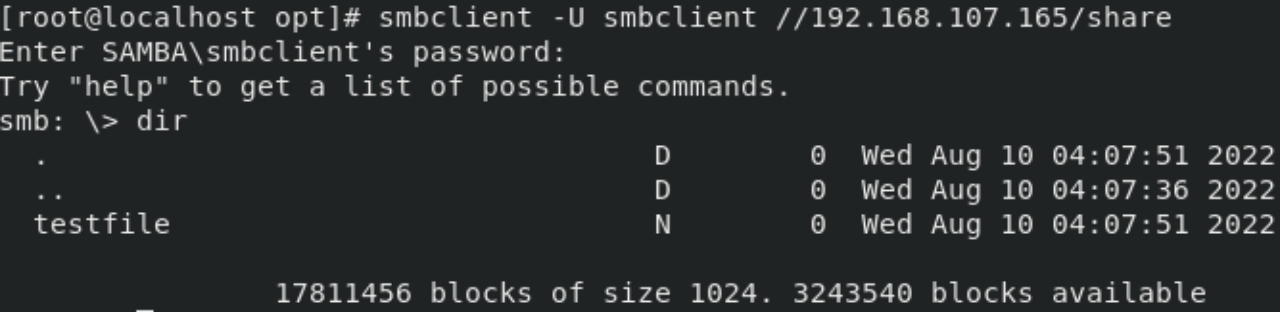 [root@localhost opt]# smbclient -U smbclient //192.168.107.165/share
Enter SAMBA\smbclient's password:
Try "help" to get a list of possible commands.
smb: \> dir
  .                                   D        0  Wed Aug 10 04:07:51 2022
  ..                                  D        0  Wed Aug 10 04:07:36 2022
  testfile                            N        0  Wed Aug 10 04:07:51 2022
                17811456 blocks of size 1024. 3243540 blocks available